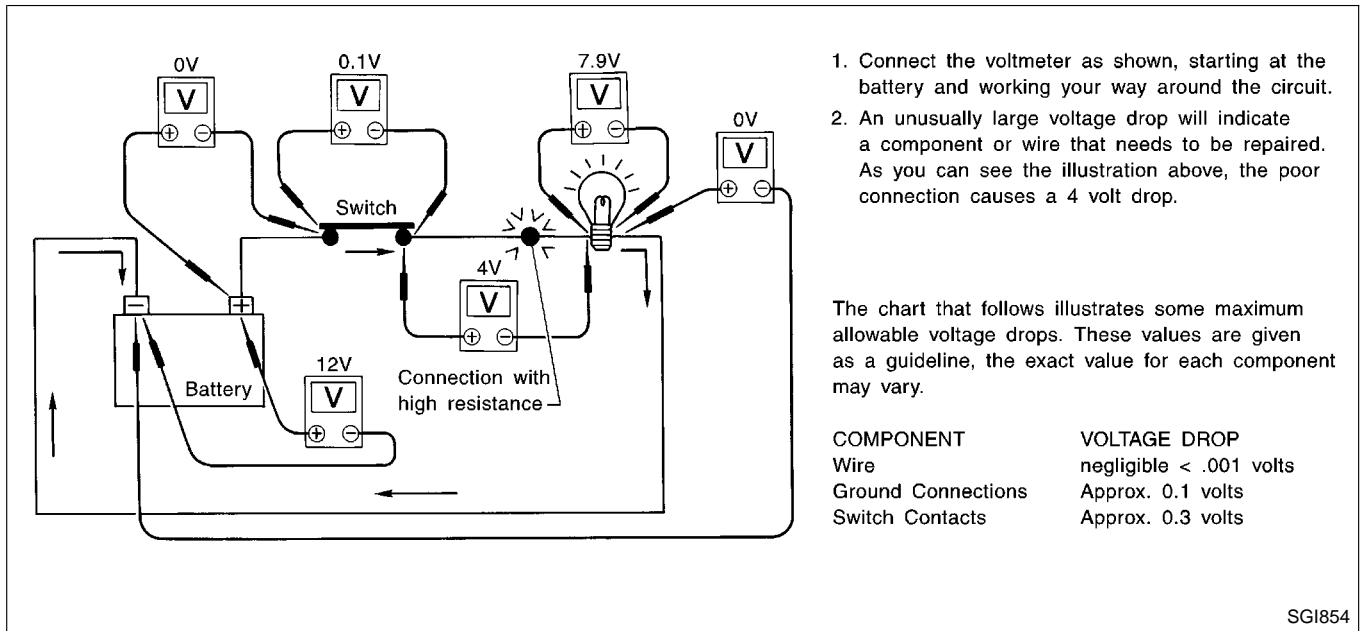 0V
0.1V
7.9V
0V
V
V
V
V
+ −
+ −
+ −
+ −
Switch
4V
V
+ −
− +
Battery
12V
V
+ −
Connection with
high resistance
1. Connect the voltmeter as shown, starting at the
battery and working your way around the circuit.
2. An unusually large voltage drop will indicate
a component or wire that needs to be repaired.
As you can see the illustration above, the poor
connection causes a 4 volt drop.
The chart that follows illustrates some maximum
allowable voltage drops. These values are given
as a guideline, the exact value for each component
may vary.
COMPONENT VOLTAGE DROP
Wire negligible < .001 volts
Ground Connections Approx. 0.1 volts
Switch Contacts Approx. 0.3 volts
SGI854